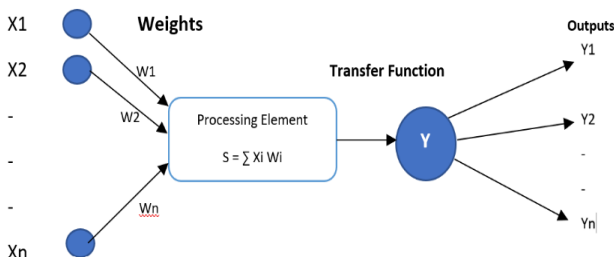 X1
X2
-
-
-
Xn
Weights
W1
W2
Wn
Processing Element
S = ∑ Xi Wi
Transfer Function
Y
Outputs
Y1
Y2
-
-
Yn